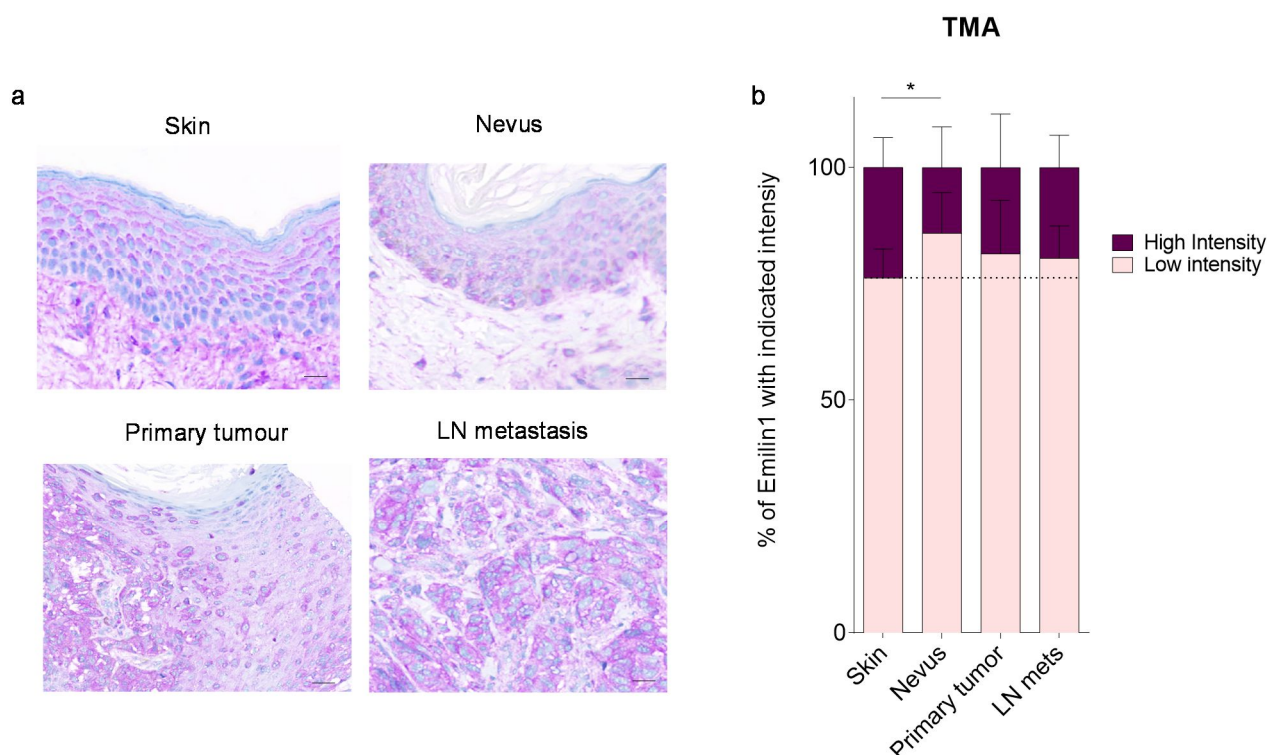 TMA
a
b
Skin
Nevus
Primary tumour
LN metastasis
*
100
50
0
% of Emilin1 with indicated intensiy
High Intensity
Low intensity
Skin
Nevus
Primary tumor
LN mets